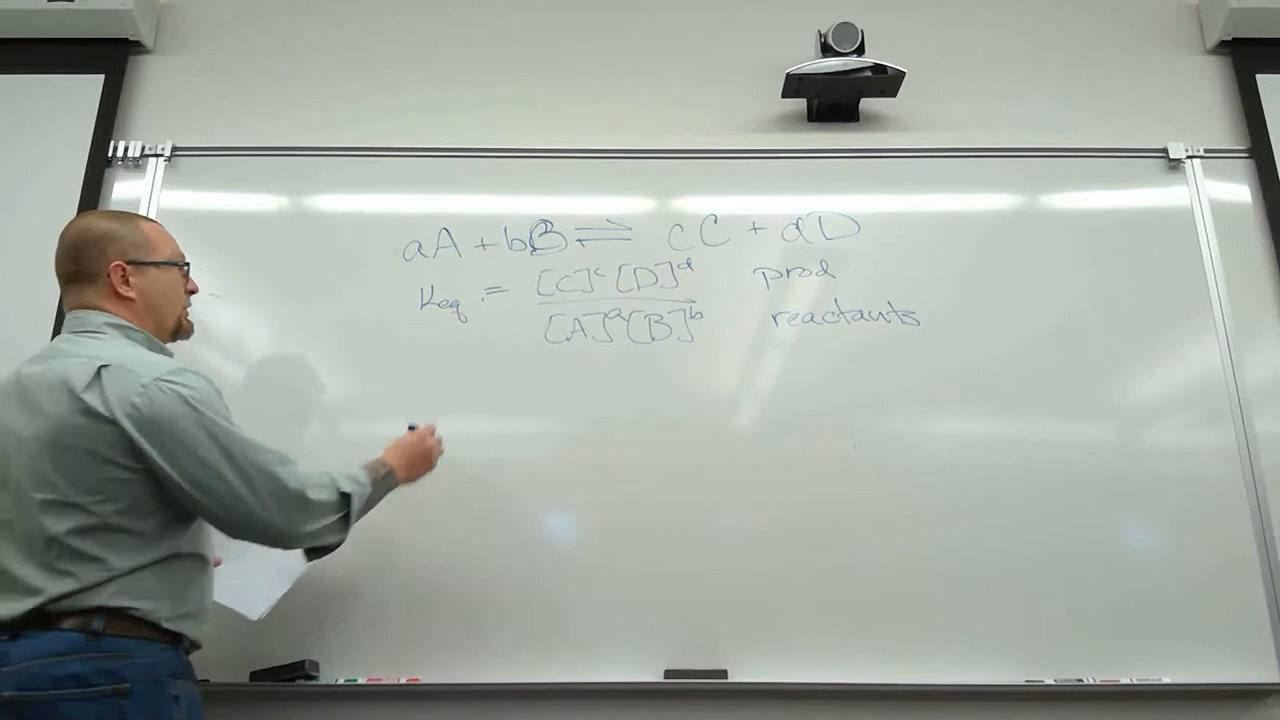 aA + bB ⇌ cC + dD
Keq = [C]ᶜ[D]ᵈ / [A]ᵃ[B]ᵇ
prod
reactants